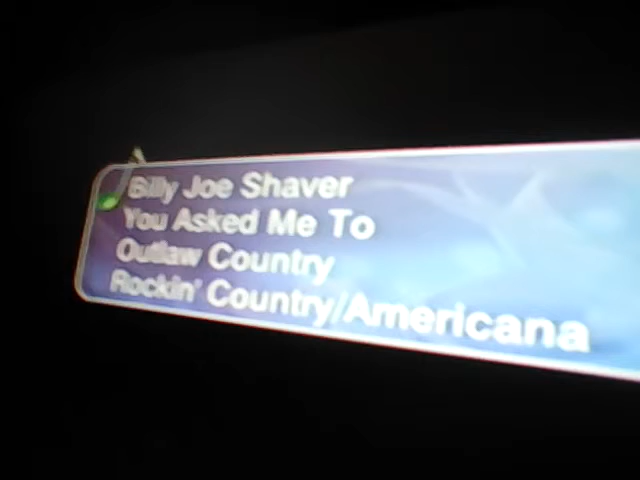 Billy Joe Shaver
You Asked Me To
Outlaw Country
Rockin' Country/Americana